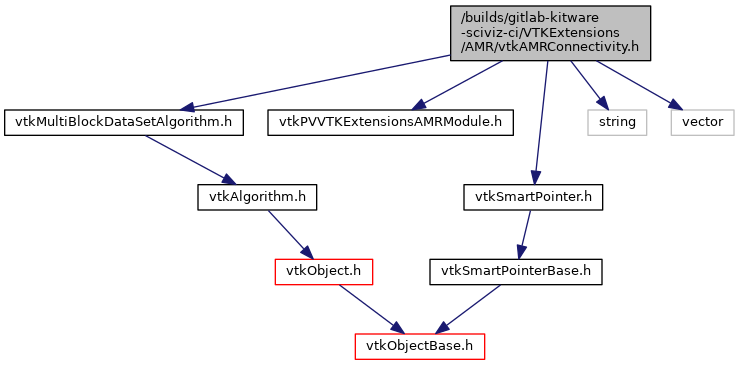 /builds/gitlab-kitware
-sciviz-ci/VTKExtensions
/AMR/vtkAMRConnectivity.h
vtkMultiBlockDataSetAlgorithm.h
vtkPVVTKExtensionsAMRModule.h
string
vector
vtkAlgorithm.h
vtkSmartPointer.h
vtkObject.h
vtkSmartPointerBase.h
vtkObjectBase.h